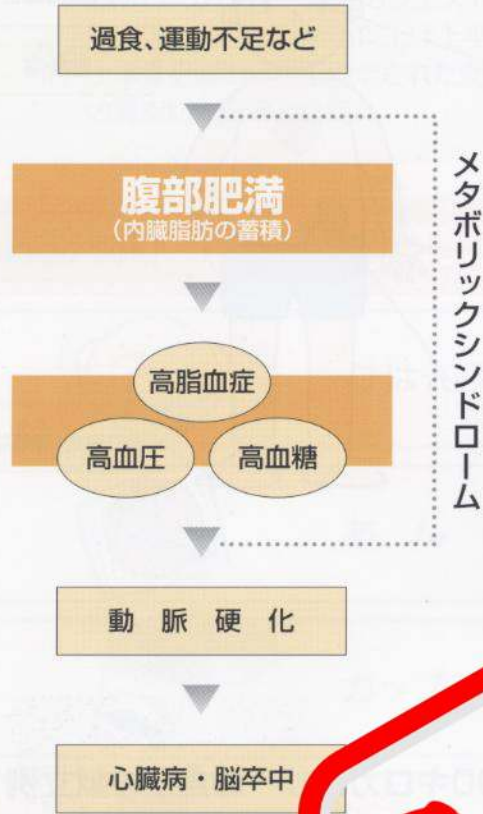 過食、運動不足など
腹部肥満
(内臓脂肪の蓄積)
高脂血症
高血圧
高血糖
メタボリックシンドローム
動脈硬化
心臓病・脳卒中